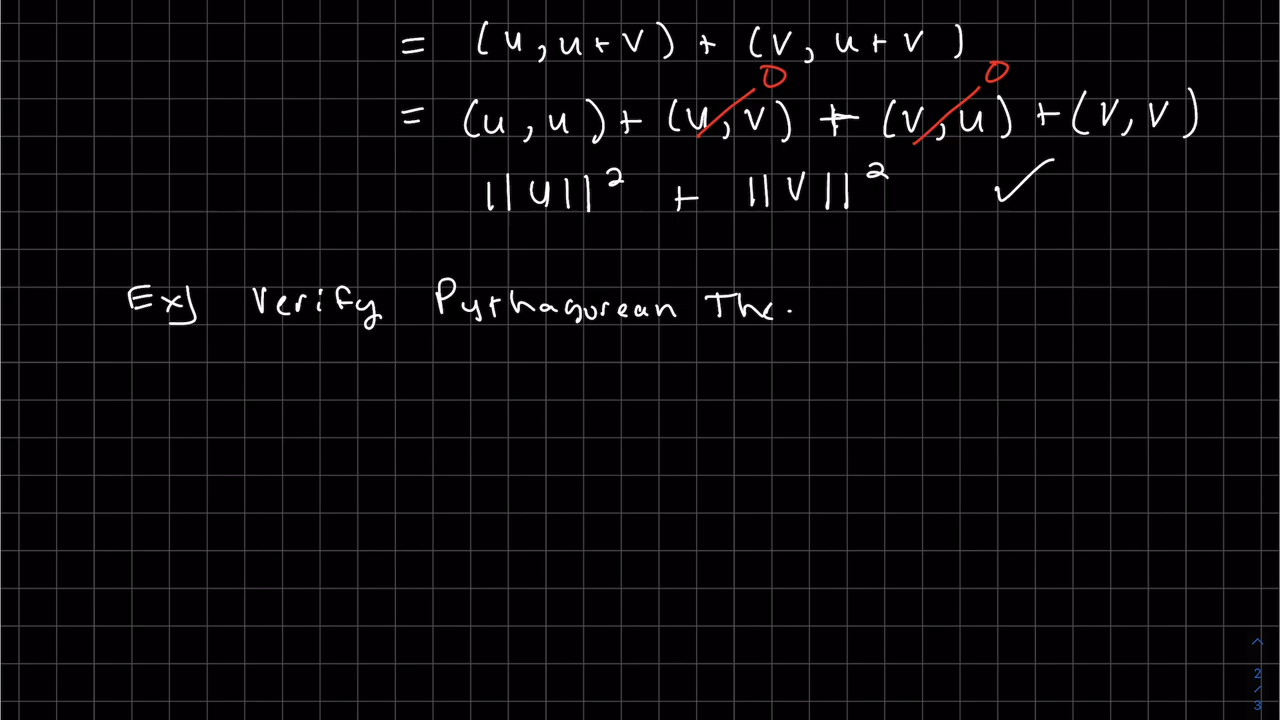 = (u, u + v) + (v, u + v)
0 0
= (u, u) + (u, v) + (v, u) + (v, v)
||u||² + ||v||² ✓
Ex) Verify Pythagorean The.
2/3